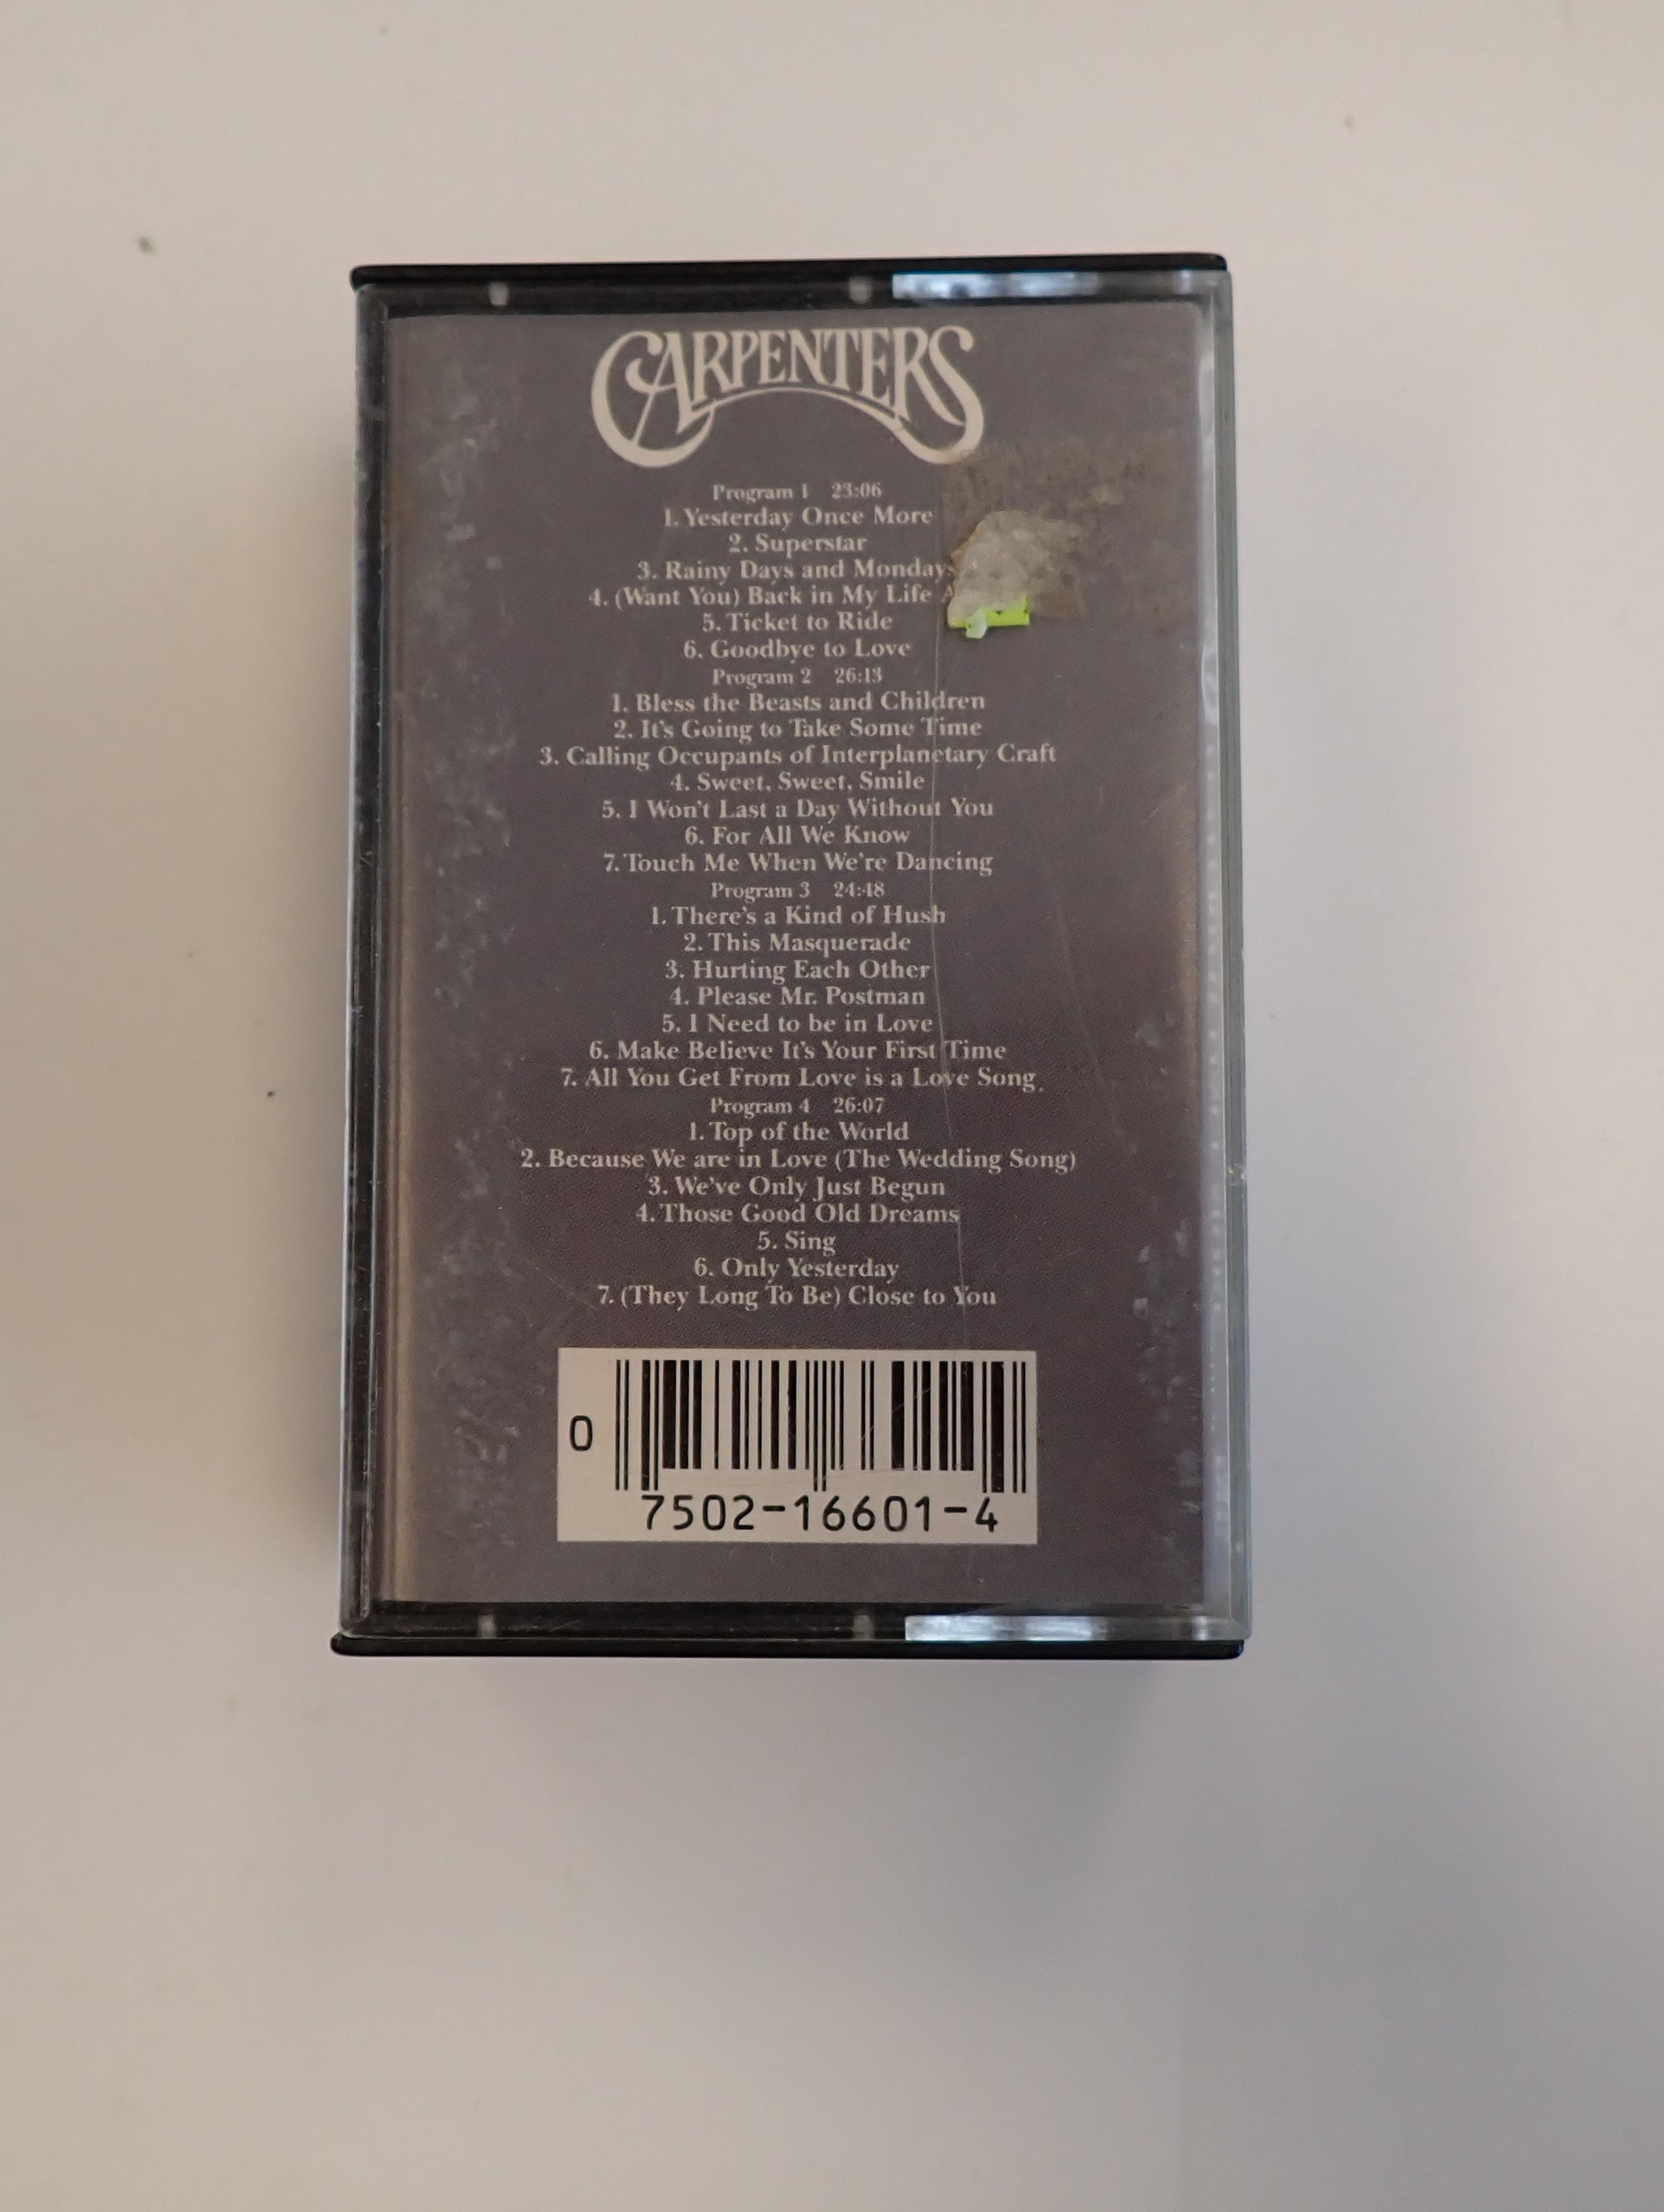 CARPENTERS
Program 1 23:06
1. Yesterday Once More
2. Superstar
3. Rainy Days and Mondays
4. (Want You) Back in My Life
5. Ticket to Ride
6. Goodbye to Love
Program 2 26:13
1. Bless the Beasts and Children
2. It's Going to Take Some Time
3. Calling Occupants of Interplanetary Craft
4. Sweet, Sweet, Smile
5. I Won't Last a Day Without You
6. For All We Know
7. Touch Me When We're Dancing
Program 3 24:48
1. There's a Kind of Hush
2. This Masquerade
3. Hurting Each Other
4. Please Mr. Postman
5. I Need to be in Love
6. Make Believe It's Your First Time
7. All You Get From Love is a Love Song
Program 4 26:07
1. Top of the World
2. Because We are in Love (The Wedding Song)
3. We've Only Just Begun
4. Those Good Old Dreams
5. Sing
6. Only Yesterday
7. (They Long To Be) Close to You
0
7502-16601-4